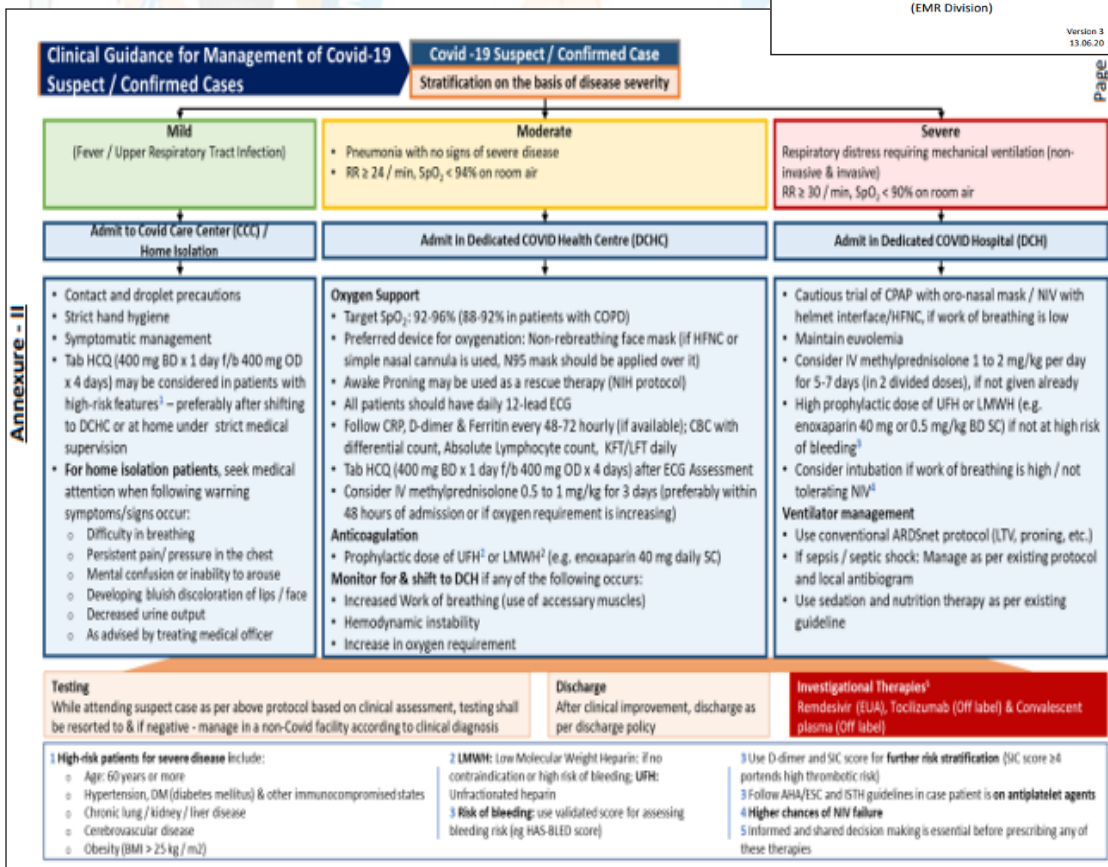 (EMR Division)
Version 3
13.06.20
Page
Annexure - II
Clinical Guidance for Management of Covid-19
Suspect / Confirmed Cases
Covid -19 Suspect / Confirmed Case
Stratification on the basis of disease severity
Mild
(Fever / Upper Respiratory Tract Infection)
Moderate
• Pneumonia with no signs of severe disease
• RR ≥ 24 / min, SpO₂ < 94% on room air
Severe
Respiratory distress requiring mechanical ventilation (non-
invasive & invasive)
RR ≥ 30 / min, SpO₂ < 90% on room air
Admit to Covid Care Center (CCC) /
Home Isolation
Admit in Dedicated COVID Health Centre (DCHC)
Admit in Dedicated COVID Hospital (DCH)
• Contact and droplet precautions
• Strict hand hygiene
• Symptomatic management
• Tab HCQ (400 mg BD x 1 day f/b 400 mg OD
x 4 days) may be considered in patients with
high-risk features¹ – preferably after shifting
to DCHC or at home under strict medical
supervision
• For home isolation patients, seek medical
attention when following warning
symptoms/signs occur:
o Difficulty in breathing
o Persistent pain/ pressure in the chest
o Mental confusion or inability to arouse
o Developing bluish discoloration of lips / face
o Decreased urine output
o As advised by treating medical officer
Oxygen Support
• Target SpO₂: 92-96% (88-92% in patients with COPD)
• Preferred device for oxygenation: Non-rebreathing face mask (if HFNC or
simple nasal cannula is used, N95 mask should be applied over it)
• Awake Proning may be used as a rescue therapy (NIH protocol)
• All patients should have daily 12-lead ECG
• Follow CRP, D-dimer & Ferritin every 48-72 hourly (if available); CBC with
differential count, Absolute Lymphocyte count, KFT/LFT daily
• Tab HCQ (400 mg BD x 1 day f/b 400 mg OD x 4 days) after ECG Assessment
• Consider IV methylprednisolone 0.5 to 1 mg/kg for 3 days (preferably within
48 hours of admission or if oxygen requirement is increasing)
Anticoagulation
• Prophylactic dose of UFH² or LMWH² (e.g. enoxaparin 40 mg daily SC)
Monitor for & shift to DCH if any of the following occurs:
• Increased Work of breathing (use of accessary muscles)
• Hemodynamic instability
• Increase in oxygen requirement
• Cautious trial of CPAP with oro-nasal mask / NIV with
helmet interface/HFNC, if work of breathing is low
• Maintain euvolemia
• Consider IV methylprednisolone 1 to 2 mg/kg per day
for 5-7 days (in 2 divided doses), if not given already
• High prophylactic dose of UFH or LMWH (e.g.
enoxaparin 40 mg or 0.5 mg/kg BD SC) if not at high risk
of bleeding³
• Consider intubation if work of breathing is high / not
tolerating NIV⁴
Ventilator management
• Use conventional ARDSnet protocol (LTV, proning, etc.)
• If sepsis / septic shock: Manage as per existing protocol
and local antibiogram
• Use sedation and nutrition therapy as per existing
guideline
Testing
While attending suspect case as per above protocol based on clinical assessment, testing shall
be resorted to & if negative - manage in a non-Covid facility according to clinical diagnosis
Discharge
After clinical improvement, discharge as
per discharge policy
Investigational Therapies⁵
Remdesivir (EUA), Tocilizumab (Off label) & Convalescent
plasma (Off label)
1 High-risk patients for severe disease include:
o Age: 60 years or more
o Hypertension, DM (diabetes mellitus) & other immunocompromised states
o Chronic lung / kidney / liver disease
o Cerebrovascular disease
o Obesity (BMI > 25 kg / m2)
2 LMWH: Low Molecular Weight Heparin: if no
contraindication or high risk of bleeding; UFH:
Unfractionated heparin
3 Risk of bleeding: use validated score for assessing
bleeding risk (eg HAS-BLED score)
3 Use D-dimer and SIC score for further risk stratification (SIC score ≥4
portends high thrombotic risk)
3 Follow AHA/ESC and ISTH guidelines in case patient is on antiplatelet agents
4 Higher chances of NIV failure
5 Informed and shared decision making is essential before prescribing any of
these therapies